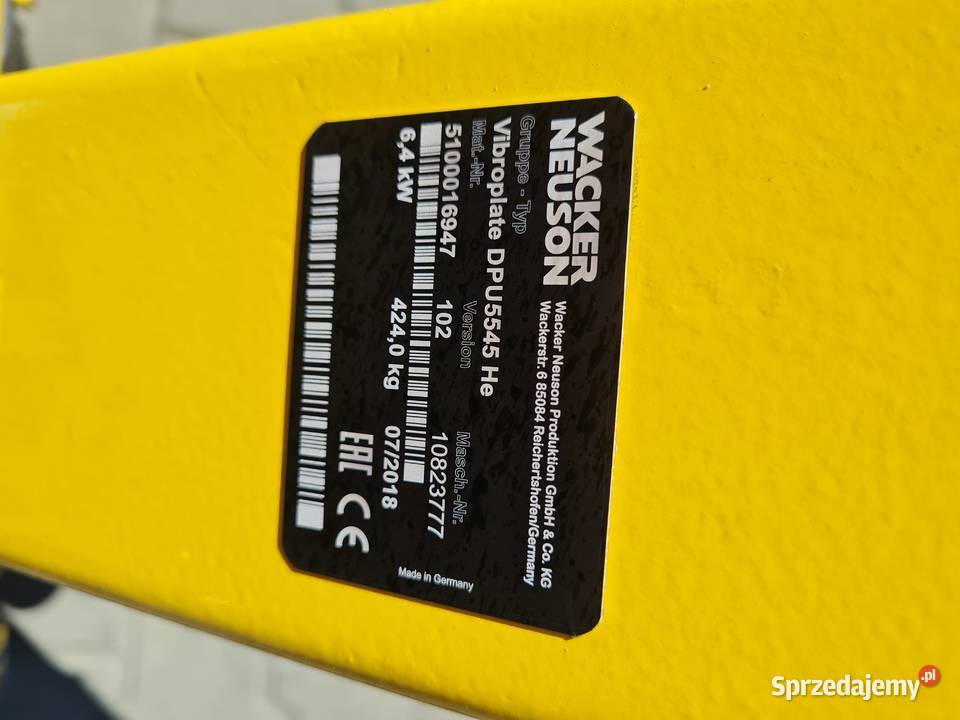 WACKER
NEUSON
Wacker Neuson Produktion GmbH & Co. KG
Wackerstr. 6 85084 Reichertshofen/Germany
Gruppe - Typ
Vibroplate DPU5545 He
Mat.-Nr. Version Masch.-Nr.
5100016947 102 10823777
6,4 kW 424,0 kg 07/2018
EAC CE
Made in Germany
Sprzedajemy.pl